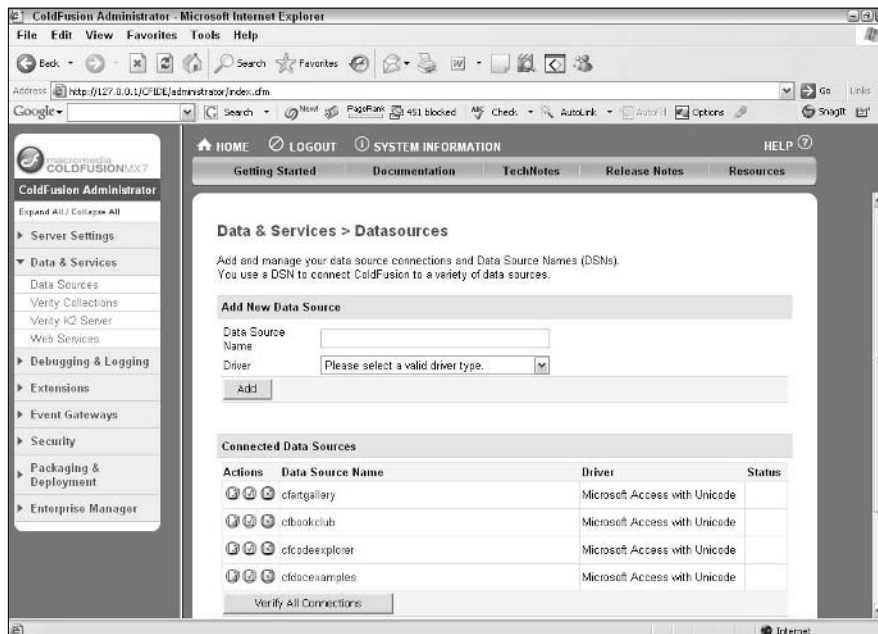 ColdFusion Administrator - Microsoft Internet Explorer
File Edit View Favorites Tools Help
Back Search Favorites
Address http://127.0.0.1/CFIDE/administrator/index.cfm Go Links
Google Search New! PageRank 451 blocked ABC Check AutoLink AutoFill Options SnagIt
macromedia
COLDFUSION MX7
ColdFusion Administrator
Expand All / Collapse All
Server Settings
Data & Services
Data Sources
Verity Collections
Verity K2 Server
Web Services
Debugging & Logging
Extensions
Event Gateways
Security
Packaging &
Deployment
Enterprise Manager
HOME LOGOUT SYSTEM INFORMATION HELP
Getting Started Documentation TechNotes Release Notes Resources
Data & Services > Datasources
Add and manage your data source connections and Data Source Names (DSNs).
You use a DSN to connect ColdFusion to a variety of data sources.
Add New Data Source
Data Source
Name
Driver Please select a valid driver type.
Add
Connected Data Sources
Actions Data Source Name Driver Status
cfartgallery Microsoft Access with Unicode
cfbookclub Microsoft Access with Unicode
cfcodeexplorer Microsoft Access with Unicode
cfdocexamples Microsoft Access with Unicode
Verify All Connections
Internet